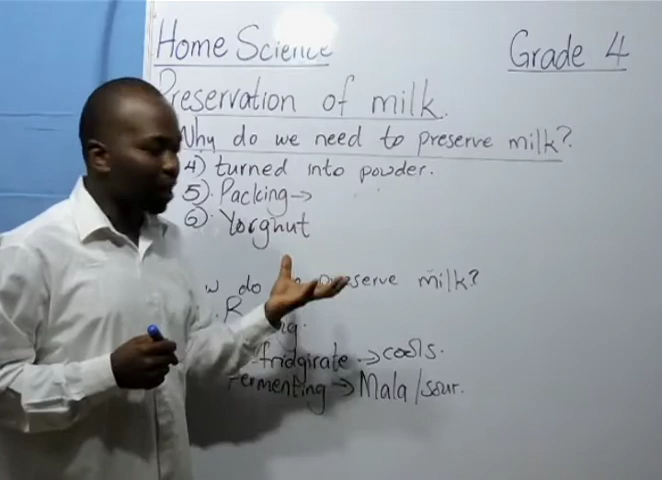 Home Science
Grade 4
Preservation of milk.
Why do we need to preserve milk?
4) turned into powder.
5). Packing →
6). Yorghut
do preserve milk?
fridgirate → cools.
fermenting → Mala/sour.